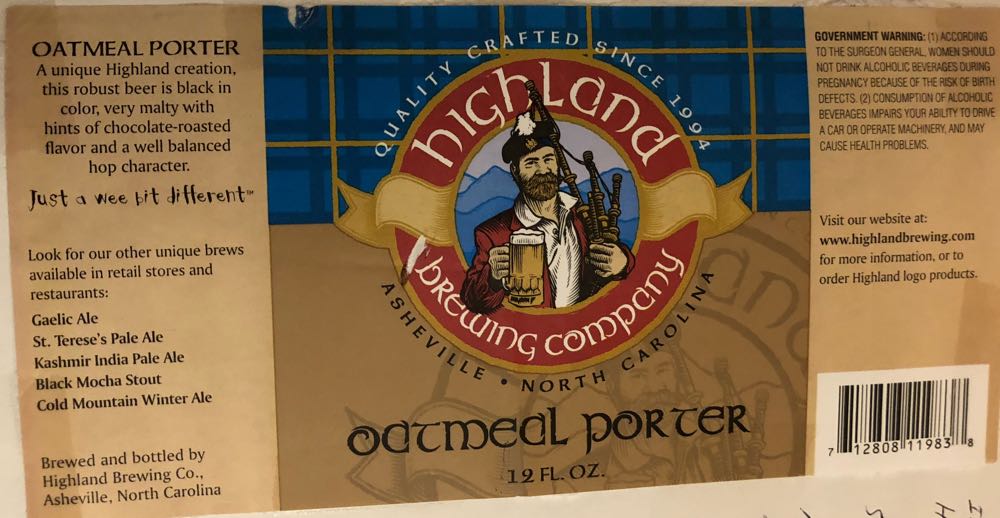 OATMEAL PORTER
A unique Highland creation,
this robust beer is black in
color, very malty with
hints of chocolate-roasted
flavor and a well balanced
hop character.
Just a wee bit different™
Look for our other unique brews
available in retail stores and
restaurants:
Gaelic Ale
St. Terese's Pale Ale
Kashmir India Pale Ale
Black Mocha Stout
Cold Mountain Winter Ale
Brewed and bottled by
Highland Brewing Co.,
Asheville, North Carolina
QUALITY CRAFTED SINCE 1994
highland
brewing company
ASHEVILLE • NORTH CAROLINA
oatmeal porter
12 FL. OZ.
GOVERNMENT WARNING: (1) ACCORDING
TO THE SURGEON GENERAL, WOMEN SHOULD
NOT DRINK ALCOHOLIC BEVERAGES DURING
PREGNANCY BECAUSE OF THE RISK OF BIRTH
DEFECTS. (2) CONSUMPTION OF ALCOHOLIC
BEVERAGES IMPAIRS YOUR ABILITY TO DRIVE
A CAR OR OPERATE MACHINERY, AND MAY
CAUSE HEALTH PROBLEMS.
Visit our website at:
www.highlandbrewing.com
for more information, or to
order Highland logo products.
7 12808 11983 8